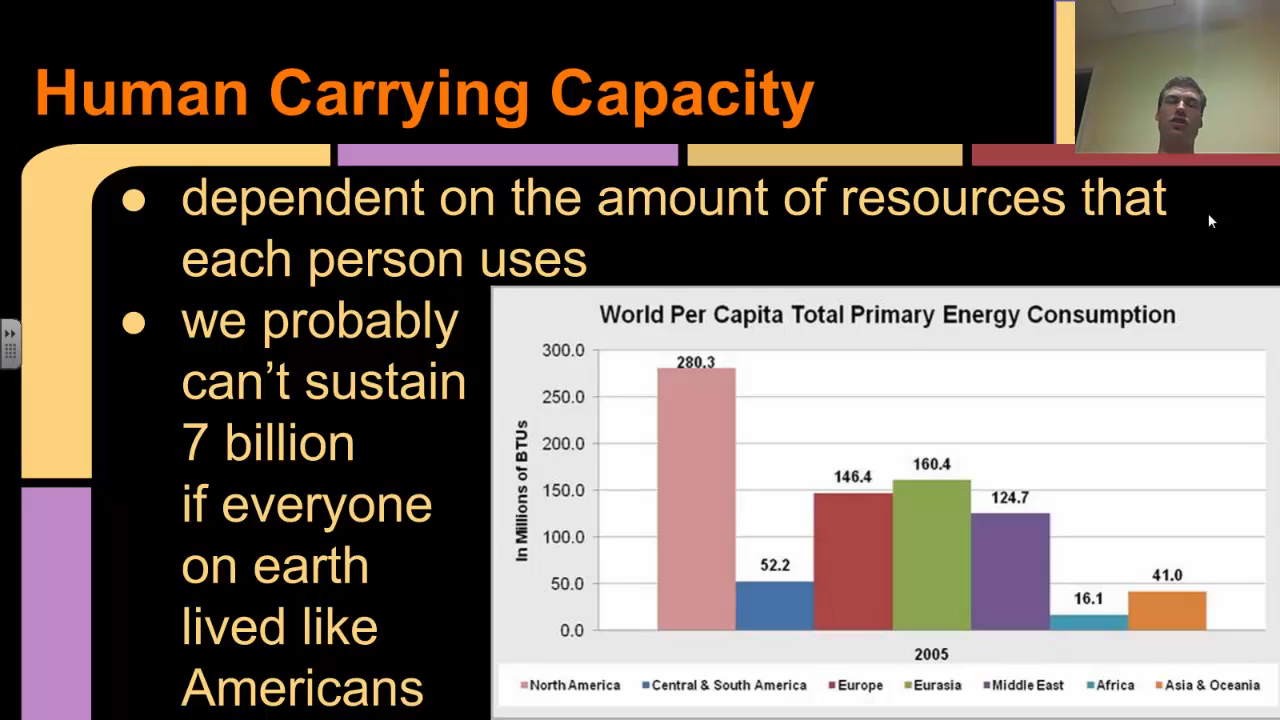 Human Carrying Capacity
● dependent on the amount of resources that
each person uses
● we probably
can’t sustain
7 billion
if everyone
on earth
lived like
Americans
World Per Capita Total Primary Energy Consumption
In Millions of BTUs
300.0
250.0
200.0
150.0
100.0
50.0
0.0
280.3
52.2
146.4
160.4
124.7
16.1
41.0
2005
North America Central & South America Europe Eurasia Middle East Africa Asia & Oceania